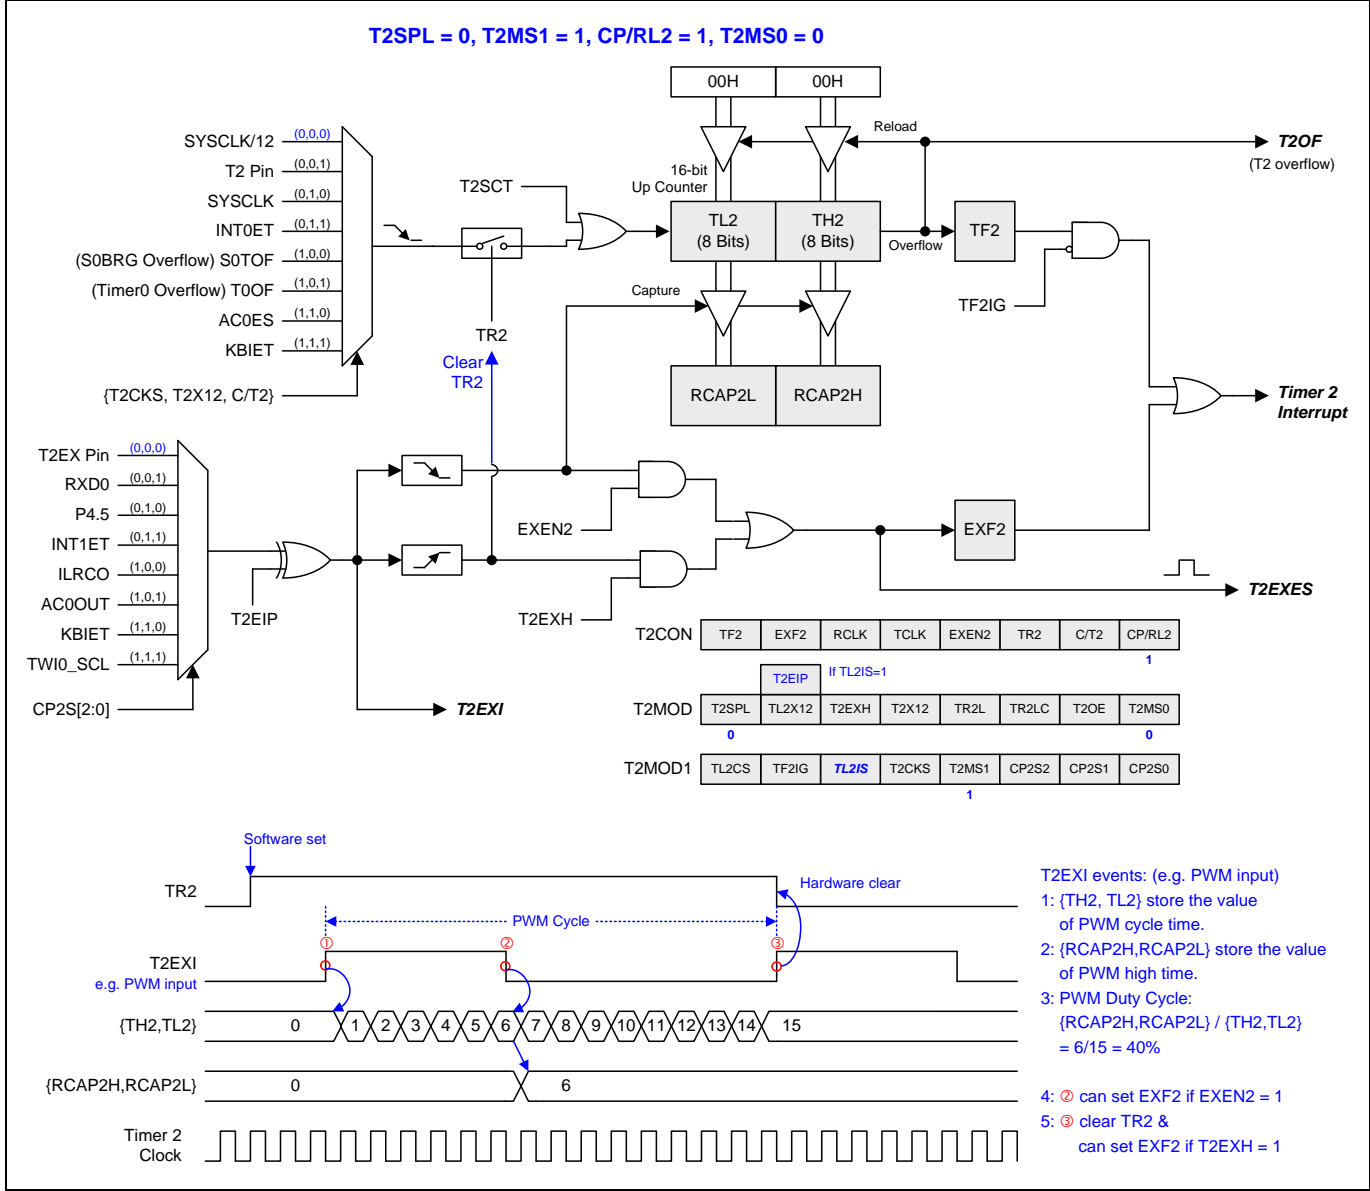 T2SPL = 0, T2MS1 = 1, CP/RL2 = 1, T2MS0 = 0
00H 00H
Reload
T2OF
(T2 overflow)
SYSCLK/12 (0,0,0)
T2 Pin (0,0,1)
SYSCLK (0,1,0)
INT0ET (0,1,1)
(S0BRG Overflow) S0TOF (1,0,0)
(Timer0 Overflow) T0OF (1,0,1)
AC0ES (1,1,0)
KBIET (1,1,1)
{T2CKS, T2X12, C/T2}
T2SCT
16-bit
Up Counter
TL2
(8 Bits)
TH2
(8 Bits)
Overflow
TF2
TF2IG
Capture
TR2
Clear
TR2
RCAP2L RCAP2H
Timer 2
Interrupt
T2EX Pin (0,0,0)
RXD0 (0,0,1)
P4.5 (0,1,0)
INT1ET (0,1,1)
ILRCO (1,0,0)
AC0OUT (1,0,1)
KBIET (1,1,0)
TWI0_SCL (1,1,1)
CP2S[2:0]
T2EIP
EXEN2
T2EXH
EXF2
T2EXES
T2EXI
T2CON TF2 EXF2 RCLK TCLK EXEN2 TR2 C/T2 CP/RL2
1
T2EIP If TL2IS=1
T2MOD T2SPL TL2X12 T2EXH T2X12 TR2L TR2LC T2OE T2MS0
0 0
T2MOD1 TL2CS TF2IG TL2IS T2CKS T2MS1 CP2S2 CP2S1 CP2S0
1
Software set
TR2
Hardware clear
PWM Cycle
① ② ③
T2EXI
e.g. PWM input
{TH2,TL2} 0 1 2 3 4 5 6 7 8 9 10 11 12 13 14 15
{RCAP2H,RCAP2L} 0 6
Timer 2
Clock
T2EXI events: (e.g. PWM input)
1: {TH2, TL2} store the value
of PWM cycle time.
2: {RCAP2H,RCAP2L} store the value
of PWM high time.
3: PWM Duty Cycle:
{RCAP2H,RCAP2L} / {TH2,TL2}
= 6/15 = 40%
4: ② can set EXF2 if EXEN2 = 1
5: ③ clear TR2 &
can set EXF2 if T2EXH = 1